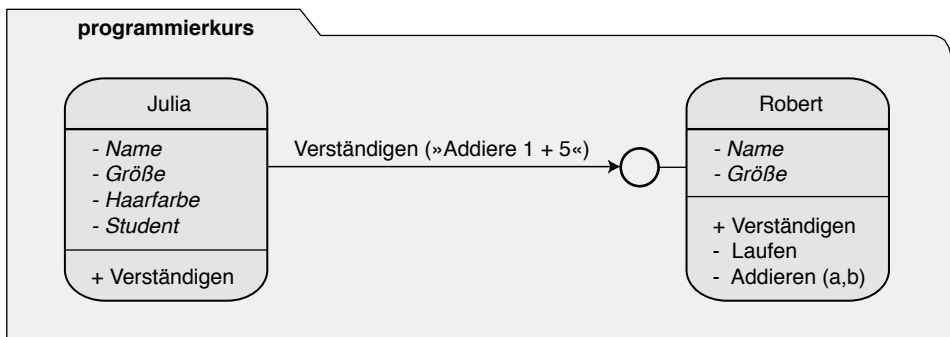 programmierkurs
Julia
- Name
- Größe
- Haarfarbe
- Student
+ Verständigen
Verständigen (»Addiere 1 + 5«)
Robert
- Name
- Größe
+ Verständigen
- Laufen
- Addieren (a,b)